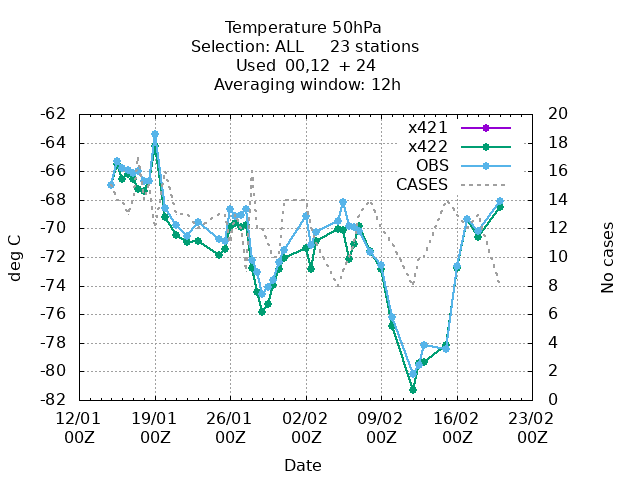 Temperature 50hPa
Selection: ALL 23 stations
Used 00,12 + 24
Averaging window: 12h
-62 20
-64 18
-66 16
-68 14
-70 12
-72 10
-74 8
-76 6
-78 4
-80 2
-82 0
x421
x422
OBS
CASES
deg C
No cases
12/01 19/01 26/01 02/02 09/02 16/02 23/02
00Z 00Z 00Z 00Z 00Z 00Z 00Z
Date